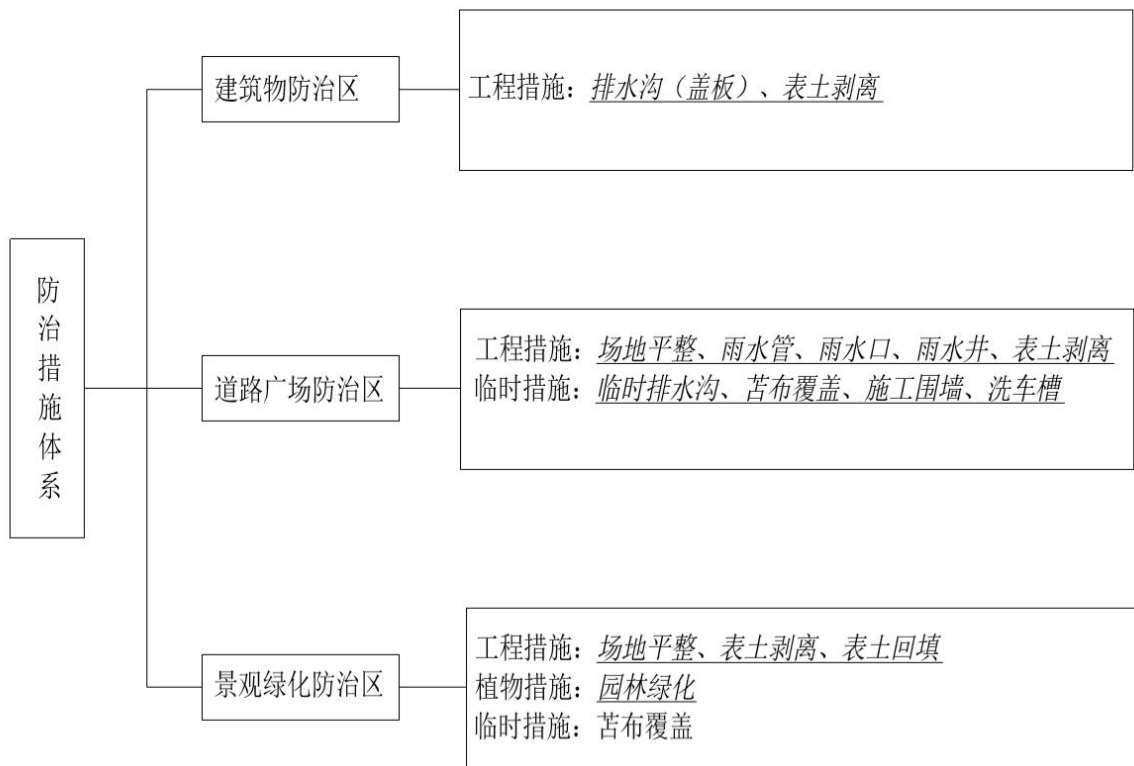 防治措施体系
建筑物防治区
工程措施：排水沟（盖板）、表土剥离
道路广场防治区
工程措施：场地平整、雨水管、雨水口、雨水井、表土剥离
临时措施：临时排水沟、苫布覆盖、施工围墙、洗车槽
景观绿化防治区
工程措施：场地平整、表土剥离、表土回填
植物措施：园林绿化
临时措施：苫布覆盖